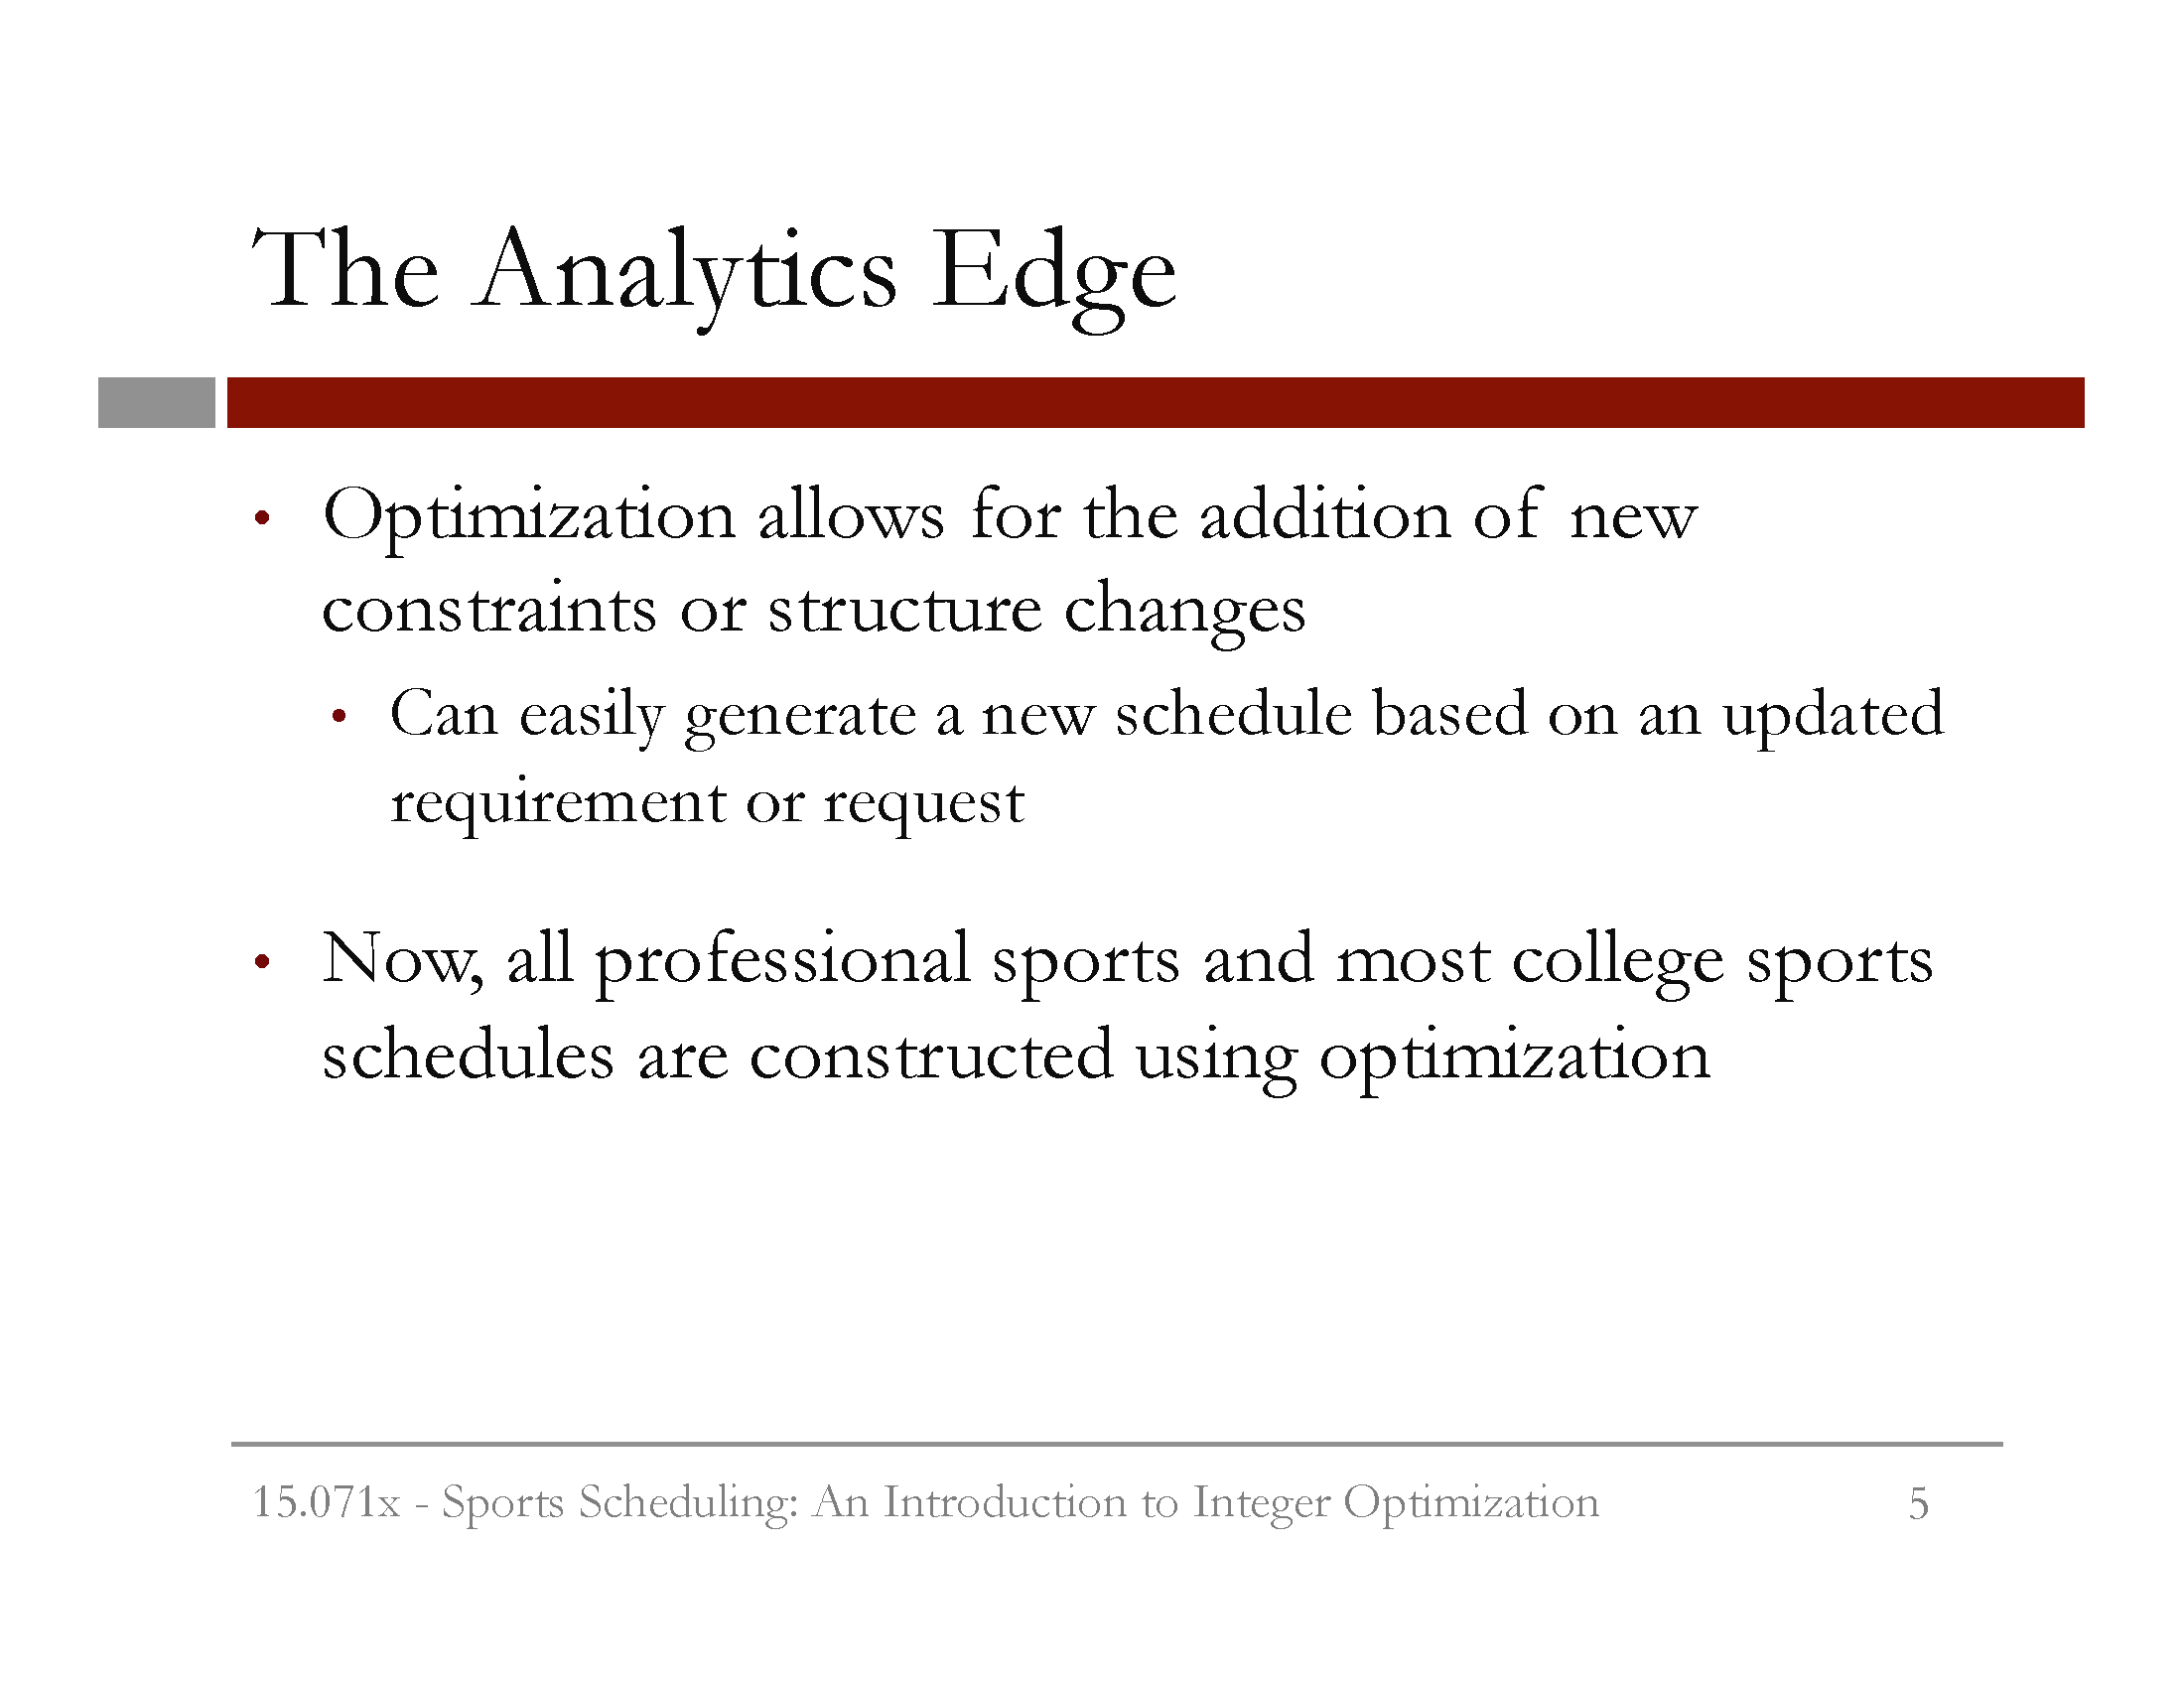 The Analytics Edge
• Optimization allows for the addition of new
constraints or structure changes
• Can easily generate a new schedule based on an updated
requirement or request
• Now, all professional sports and most college sports
schedules are constructed using optimization
15.071x - Sports Scheduling: An Introduction to Integer Optimization 5